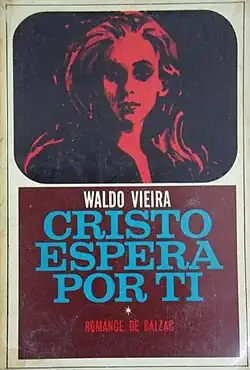 WALDO VIEIRA
CRISTO
ESPERA
POR TI
*
ROMANCE DE BALZAC